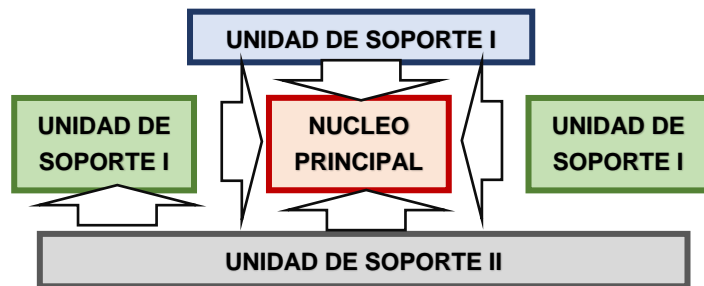 UNIDAD DE SOPORTE I
UNIDAD DE
SOPORTE I
NUCLEO
PRINCIPAL
UNIDAD DE
SOPORTE I
UNIDAD DE SOPORTE II